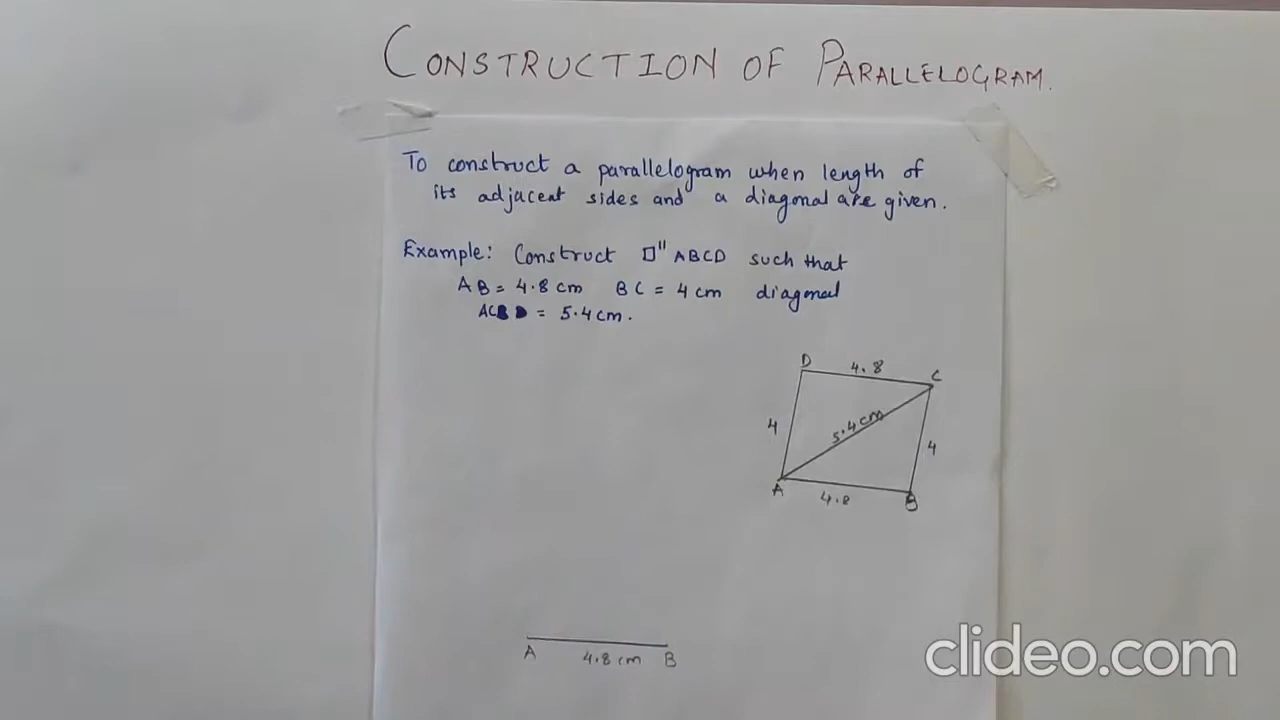 CONSTRUCTION OF PARALLELOGRAM.
To construct a parallelogram when length of
its adjacent sides and a diagonal are given.
Example: Construct □" ABCD such that
AB = 4.8 cm BC = 4 cm diagonal
AC = 5.4 cm.
D 4.8 C
5.4 cm
4 4
A 4.8 B
A 4.8 cm B
clideo.com